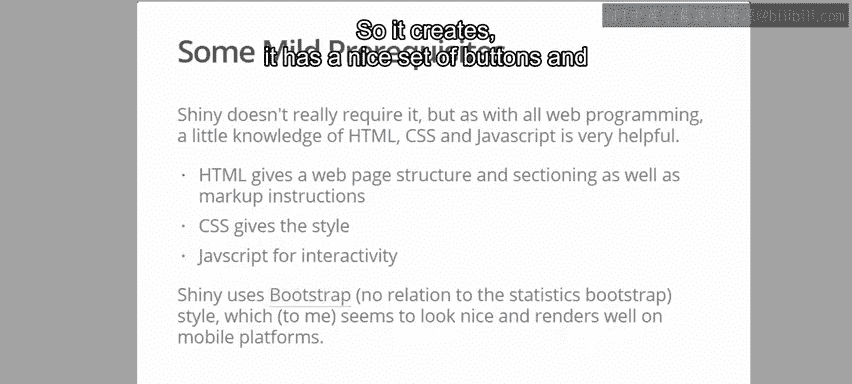 So it creates,
Some Mild Prerequisites
it has a nice set of buttons and
Shiny doesn't really require it, but as with all web programming,
a little knowledge of HTML, CSS and Javascript is very helpful.
· HTML gives a web page structure and sectioning as well as
markup instructions
· CSS gives the style
· Javscript for interactivity
Shiny uses Bootstrap (no relation to the statistics bootstrap)
style, which (to me) seems to look nice and renders well on
mobile platforms.